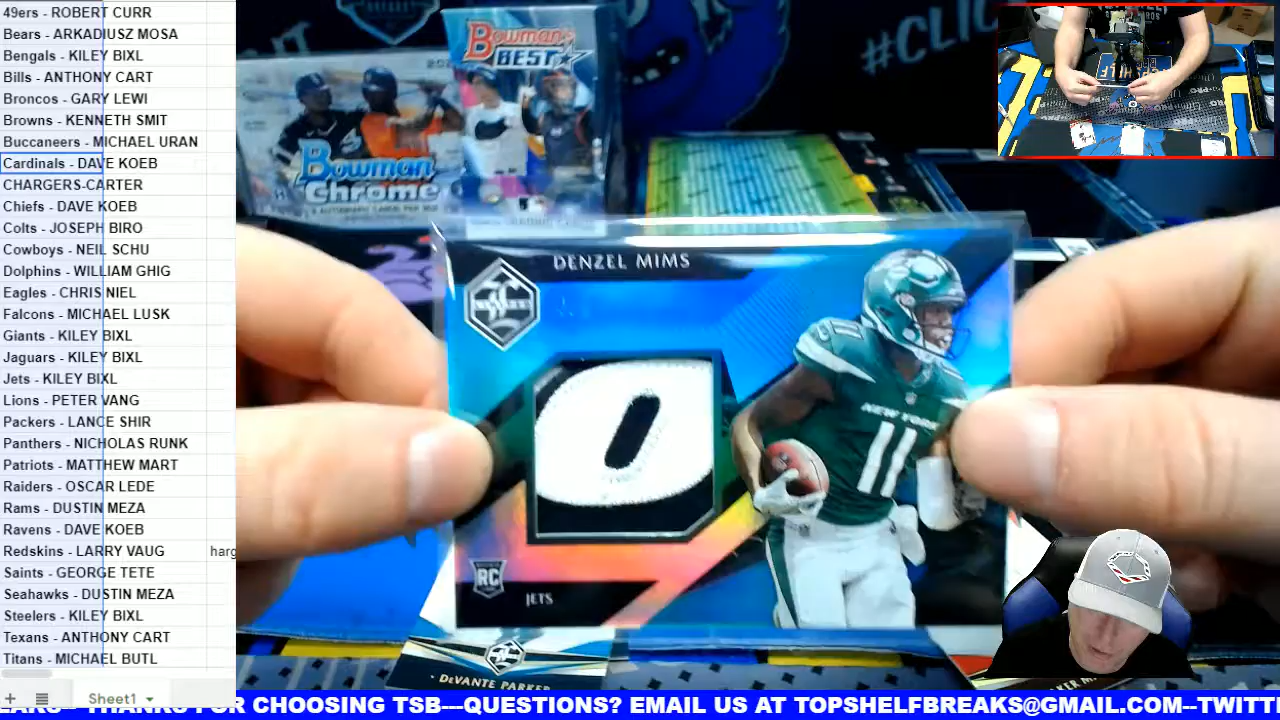 49ers - ROBERT CURR
Bears - ARKADIUSZ MOSA
Bengals - KILEY BIXL
Bills - ANTHONY CART
Broncos - GARY LEWI
Browns - KENNETH SMIT
Buccaneers - MICHAEL URAN
Cardinals - DAVE KOEB
CHARGERS-CARTER
Chiefs - DAVE KOEB
Colts - JOSEPH BIRO
Cowboys - NEIL SCHU
Dolphins - WILLIAM GHIG
Eagles - CHRIS NIEL
Falcons - MICHAEL LUSK
Giants - KILEY BIXL
Jaguars - KILEY BIXL
Jets - KILEY BIXL
Lions - PETER VANG
Packers - LANCE SHIR
Panthers - NICHOLAS RUNK
Patriots - MATTHEW MART
Raiders - OSCAR LEDE
Rams - DUSTIN MEZA
Ravens - DAVE KOEB
Redskins - LARRY VAUG harg
Saints - GEORGE TETE
Seahawks - DUSTIN MEZA
Steelers - KILEY BIXL
Texans - ANTHONY CART
Titans - MICHAEL BUTL
Sheet1
Bowman
BEST
Bowman
Chrome
#CLIC
DENZEL MIMS
NEW YORK
11
11
RC
JETS
DEVANTE PARKER
THANKS FOR CHOOSING TSB---QUESTIONS? EMAIL US AT TOPSHELFBREAKS@GMAIL.COM--TWITT